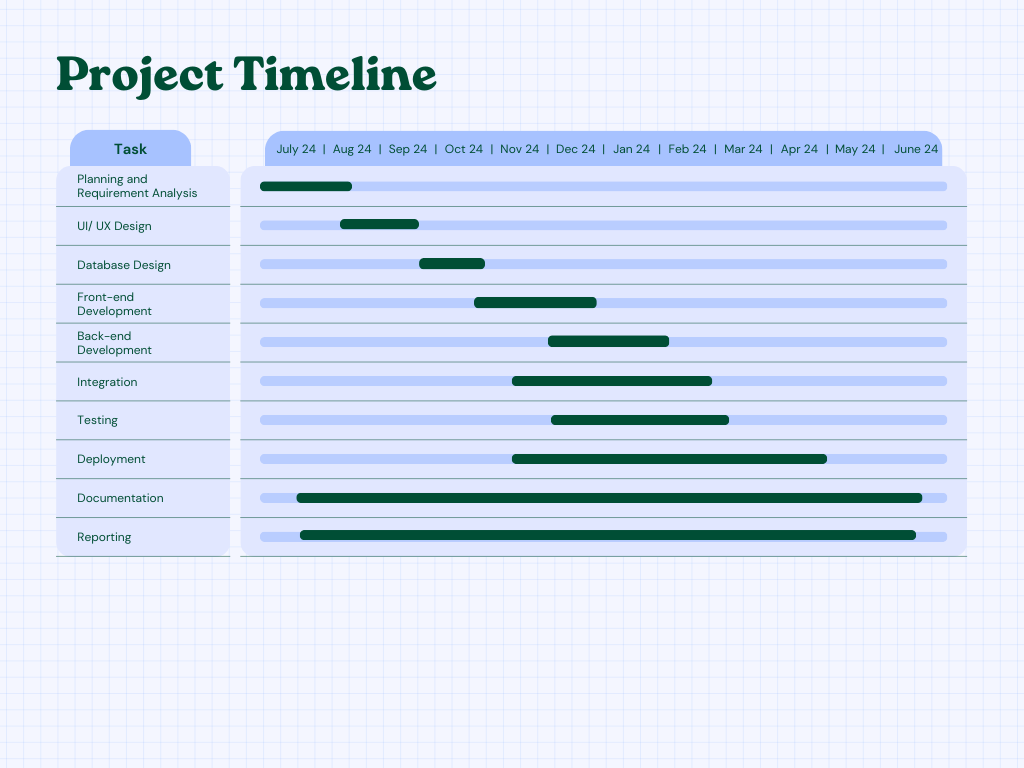 Project Timeline
Task
July 24 | Aug 24 | Sep 24 | Oct 24 | Nov 24 | Dec 24 | Jan 24 | Feb 24 | Mar 24 | Apr 24 | May 24 | June 24
Planning and
Requirement Analysis
UI/ UX Design
Database Design
Front-end
Development
Back-end
Development
Integration
Testing
Deployment
Documentation
Reporting